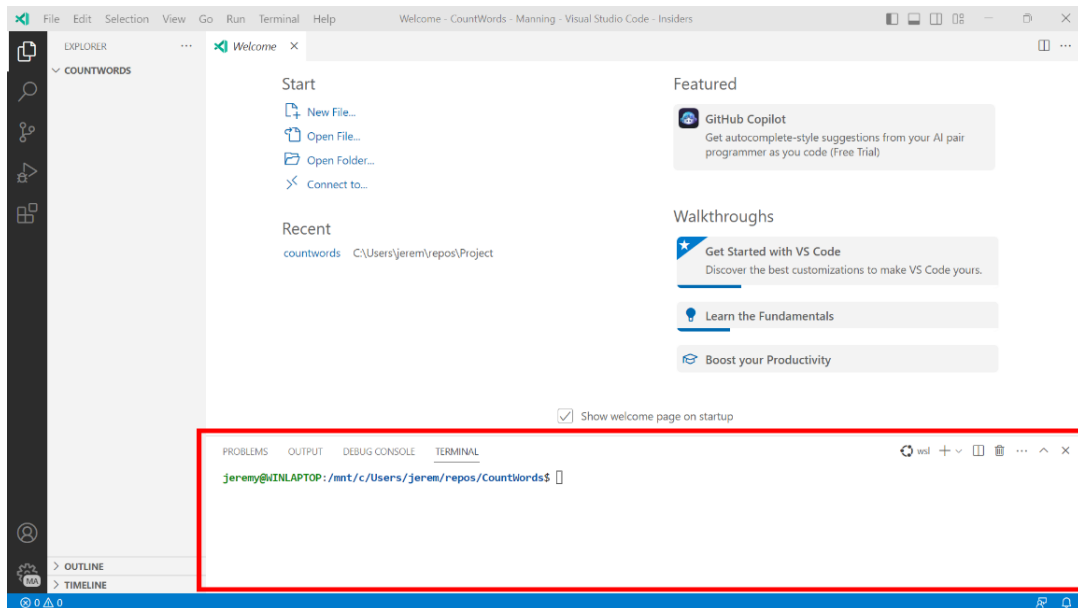 File Edit Selection View Go Run Terminal Help Welcome - CountWords - Manning - Visual Studio Code - Insiders
EXPLORER ...
COUNTWORDS
OUTLINE
TIMELINE
MA
Welcome
Start
New File...
Open File...
Open Folder...
Connect to...
Recent
countwords C:\Users\jerem\repos\Project
Featured
GitHub Copilot
Get autocomplete-style suggestions from your AI pair
programmer as you code (Free Trial)
Walkthroughs
Get Started with VS Code
Discover the best customizations to make VS Code yours.
Learn the Fundamentals
Boost your Productivity
Show welcome page on startup
PROBLEMS OUTPUT DEBUG CONSOLE TERMINAL wsl
jeremy@WINLAPTOP:/mnt/c/Users/jerem/repos/CountWords$
0 0